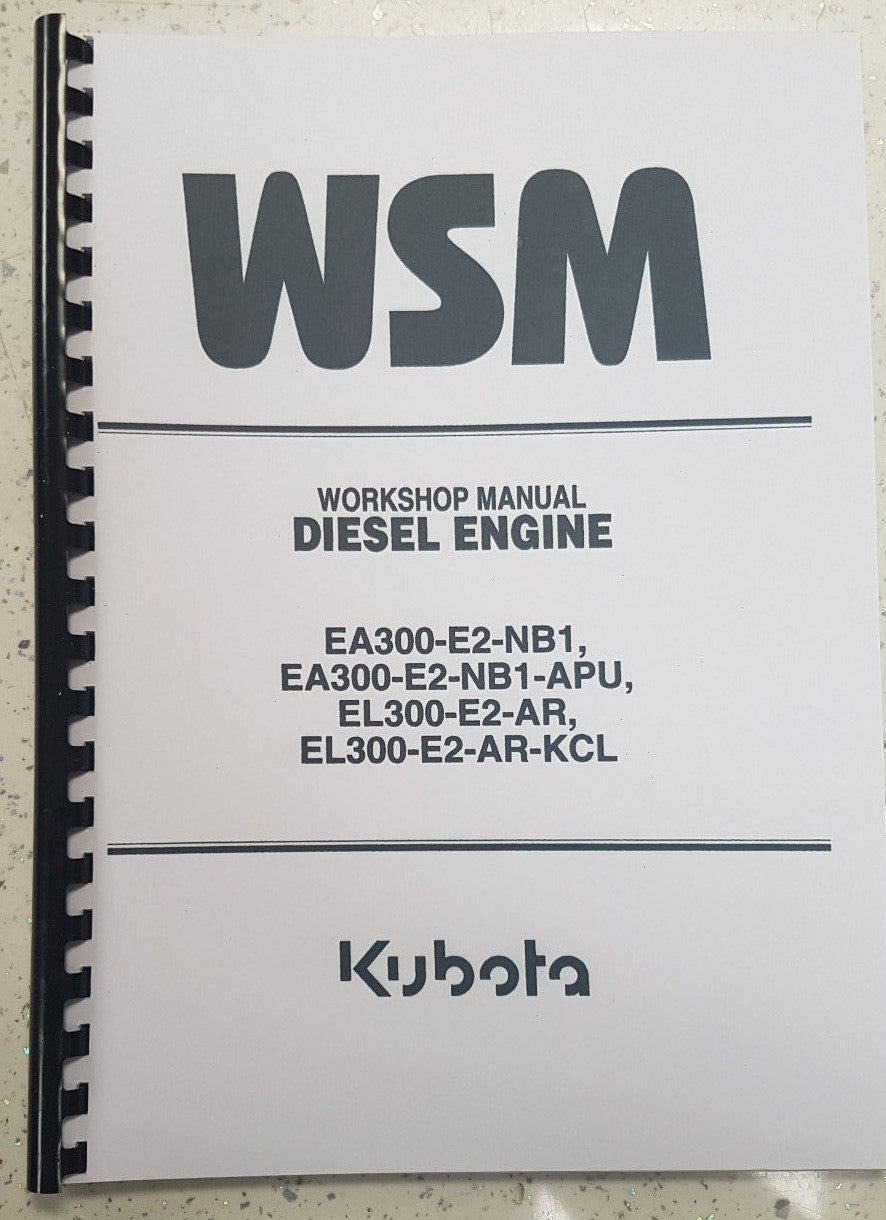 WSM
WORKSHOP MANUAL
DIESEL ENGINE
EA300-E2-NB1,
EA300-E2-NB1-APU,
EL300-E2-AR,
EL300-E2-AR-KCL
Kubota